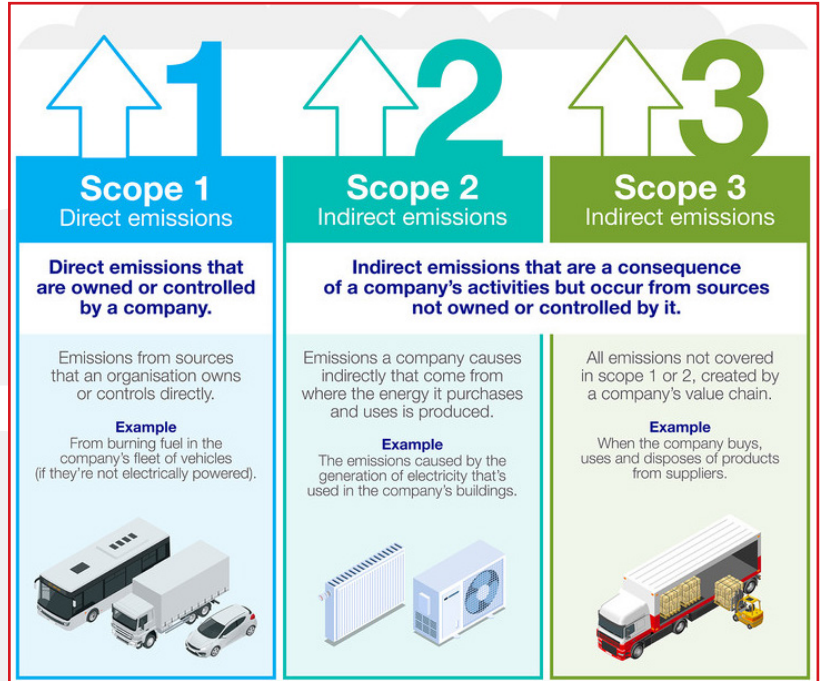 1
2
3
Scope 1
Direct emissions
Scope 2
Indirect emissions
Scope 3
Indirect emissions
Direct emissions that
are owned or controlled
by a company.
Indirect emissions that are a consequence
of a company’s activities but occur from sources
not owned or controlled by it.
Emissions from sources
that an organisation owns
or controls directly.
Example
From burning fuel in the
company’s fleet of vehicles
(if they’re not electrically powered).
Emissions a company causes
indirectly that come from
where the energy it purchases
and uses is produced.
Example
The emissions caused by the
generation of electricity that’s
used in the company’s buildings.
All emissions not covered
in scope 1 or 2, created by
a company’s value chain.
Example
When the company buys,
uses and disposes of products
from suppliers.